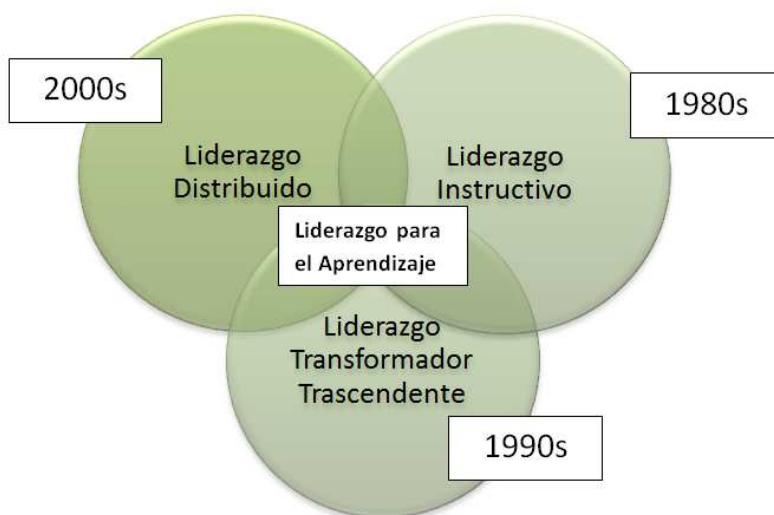 2000s
1980s
Liderazgo
Distribuido
Liderazgo
Instructivo
Liderazgo para
el Aprendizaje
Liderazgo
Transformador
Trascendente
1990s